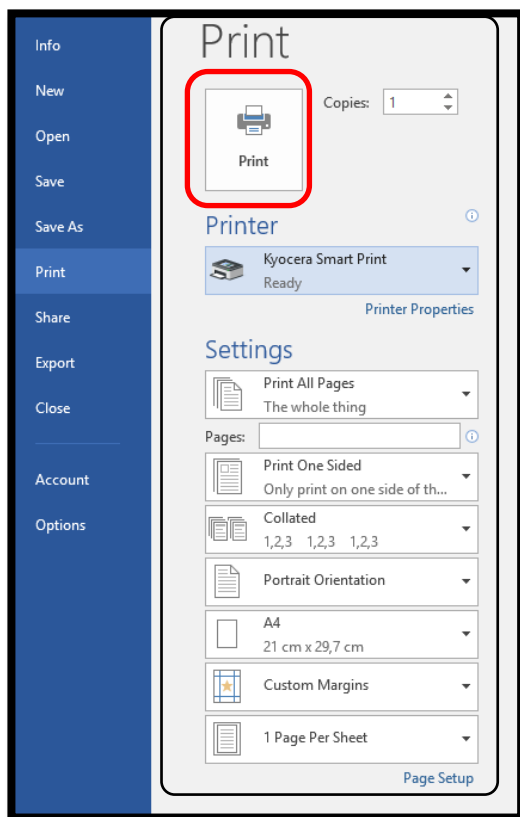 Info
New
Open
Save
Save As
Print
Share
Export
Close
Account
Options
Print
Copies: 1
Print
Printer
Kyocera Smart Print
Ready
Printer Properties
Settings
Print All Pages
The whole thing
Pages:
Print One Sided
Only print on one side of th...
Collated
1,2,3 1,2,3 1,2,3
Portrait Orientation
A4
21 cm x 29,7 cm
Custom Margins
1 Page Per Sheet
Page Setup